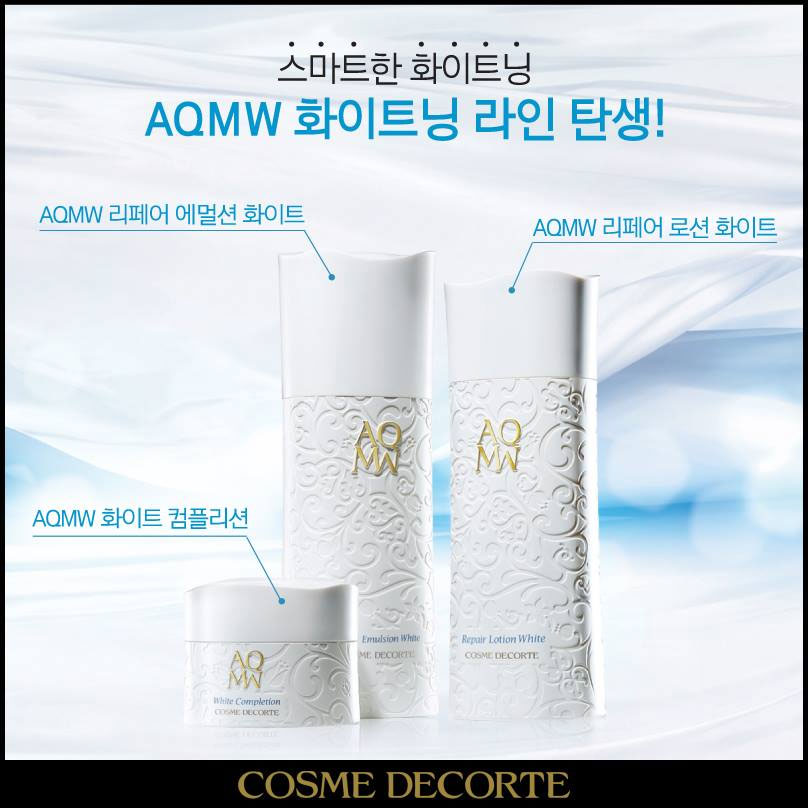 스마트한 화이트닝
AQMW 화이트닝 라인 탄생!
AQMW 리페어 에멀션 화이트
AQMW 리페어 로션 화이트
AQMW 화이트 컴플리션
AQ
MW
AQ
MW
Emulsion White
ME DECORTE
Repair Lotion White
COSME DECORTE
AQ
MW
White Completion
COSME DECORTE
COSME DECORTE